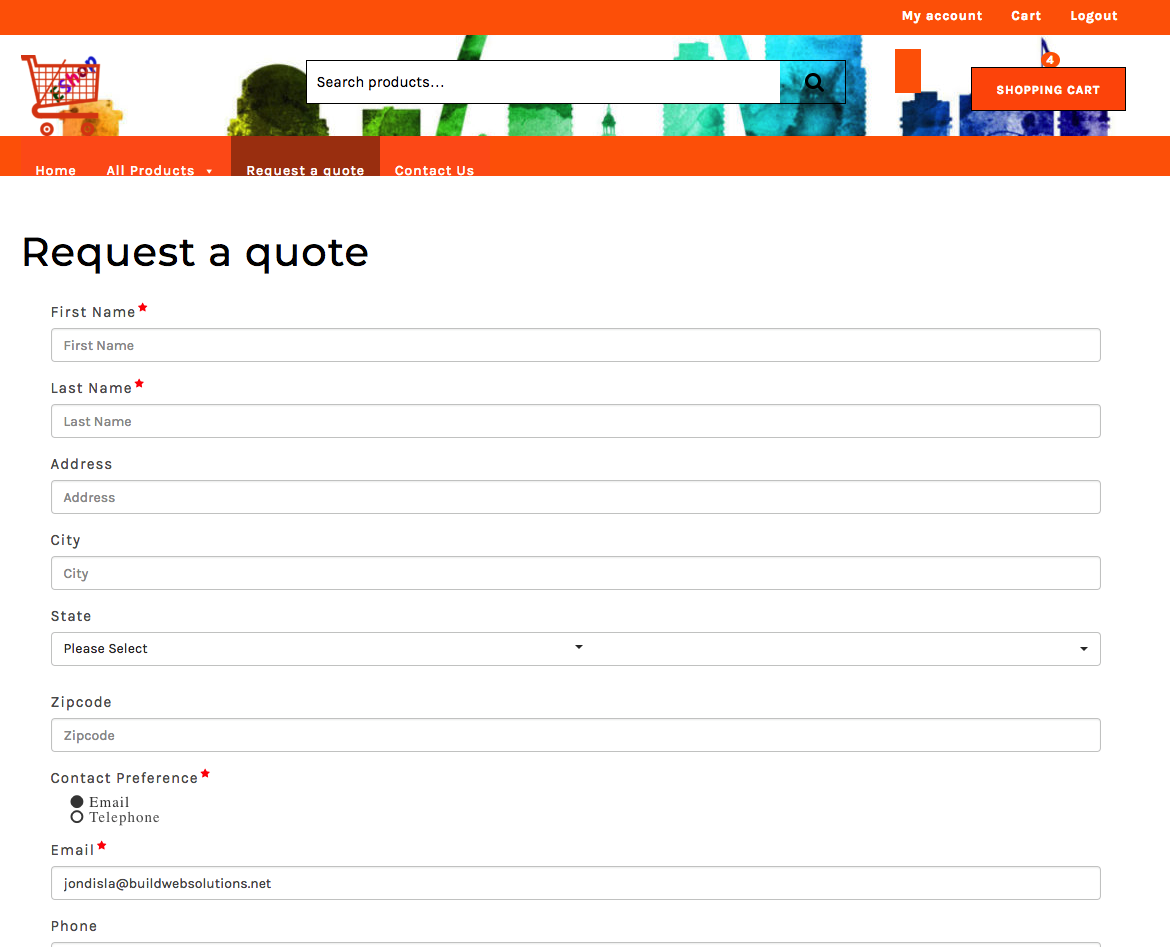 My account Cart Logout
EShop
Search products…
4
SHOPPING CART
Home All Products Request a quote Contact Us
Request a quote
First Name★
First Name
Last Name★
Last Name
Address
Address
City
City
State
Please Select
Zipcode
Zipcode
Contact Preference★
Email
Telephone
Email★
jondisla@buildwebsolutions.net
Phone